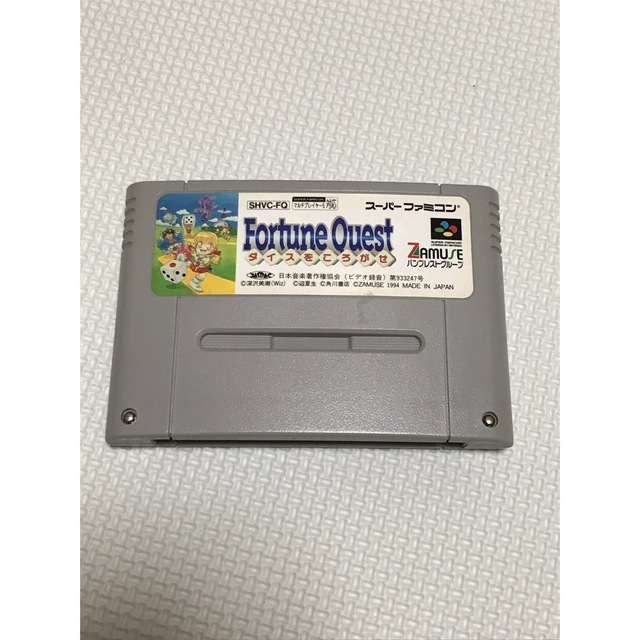 SHVC-FQ マルチプレイヤー5 対応 スーパーファミコン
Fortune Quest
ダイスをころがせ
SUPER FAMICOM
ZAMUSE
バンプレストグループ
日本音楽著作権協会(ビデオ録音)第933247号
©深沢美潮(Wiz) ©迎夏生 ©角川書店 ©ZAMUSE 1994 MADE IN JAPAN